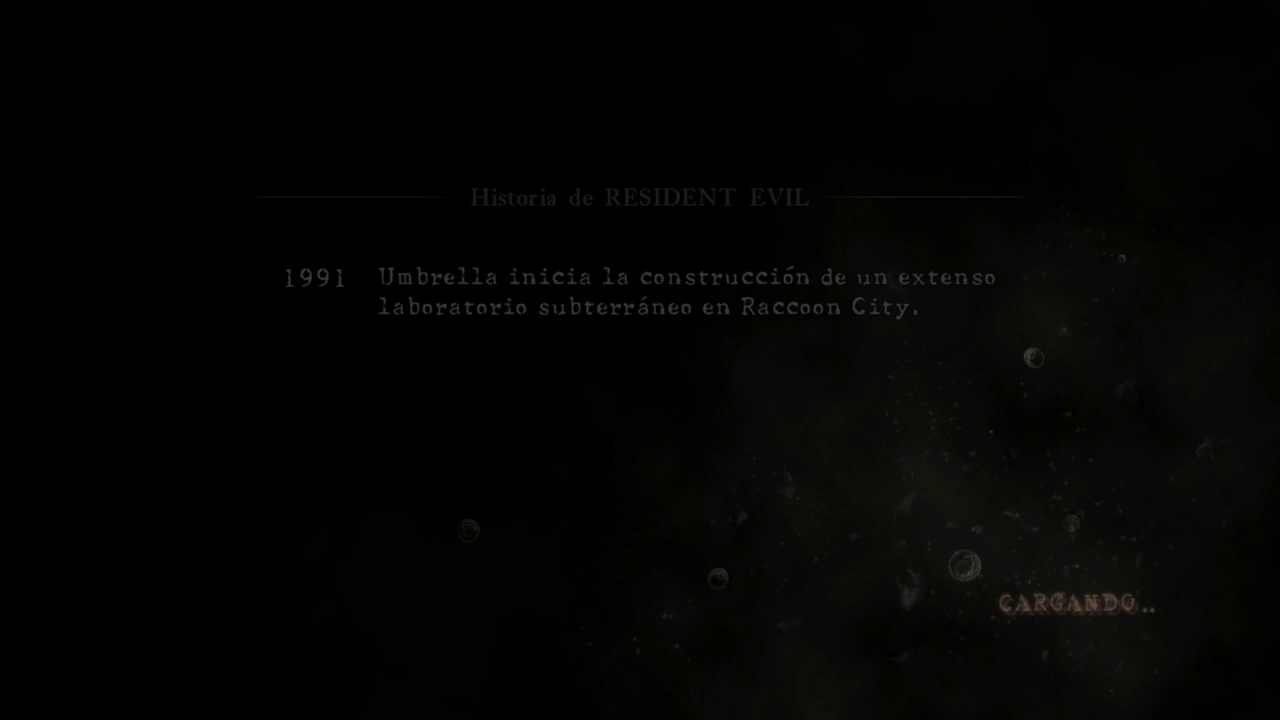 Historia de RESIDENT EVIL
1991 Umbrella inicia la construcción de un extenso
laboratorio subterráneo en Raccoon City.
CARGANDO..